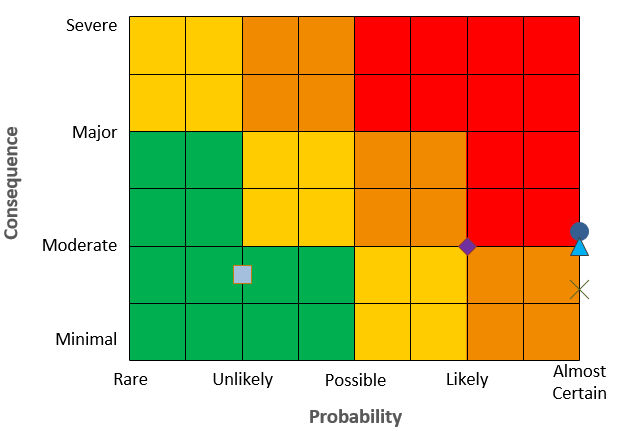 Severe
Major
Consequence
Moderate
Minimal
Rare
Unlikely
Possible
Likely
Almost
Certain
Probability